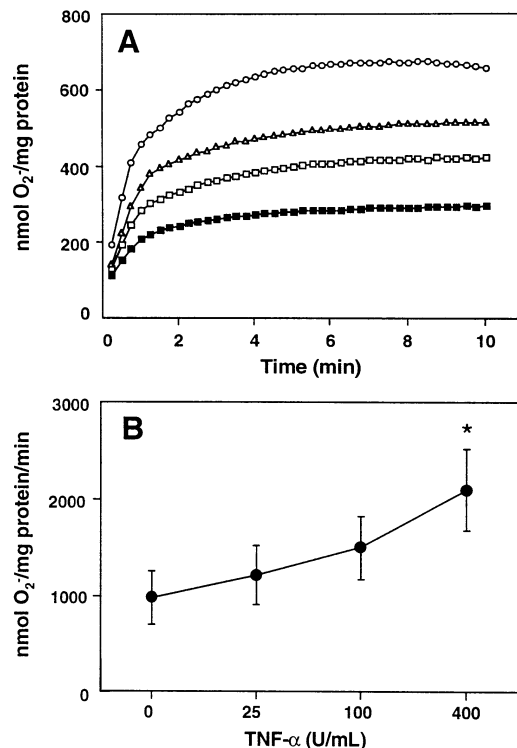 A
800
600
400
200
0
nmol O₂⁻/mg protein
0 2 4 6 8 10
Time (min)
B
*
3000
2000
1000
0
nmol O₂⁻/mg protein/min
0 25 100 400
TNF-α (U/mL)